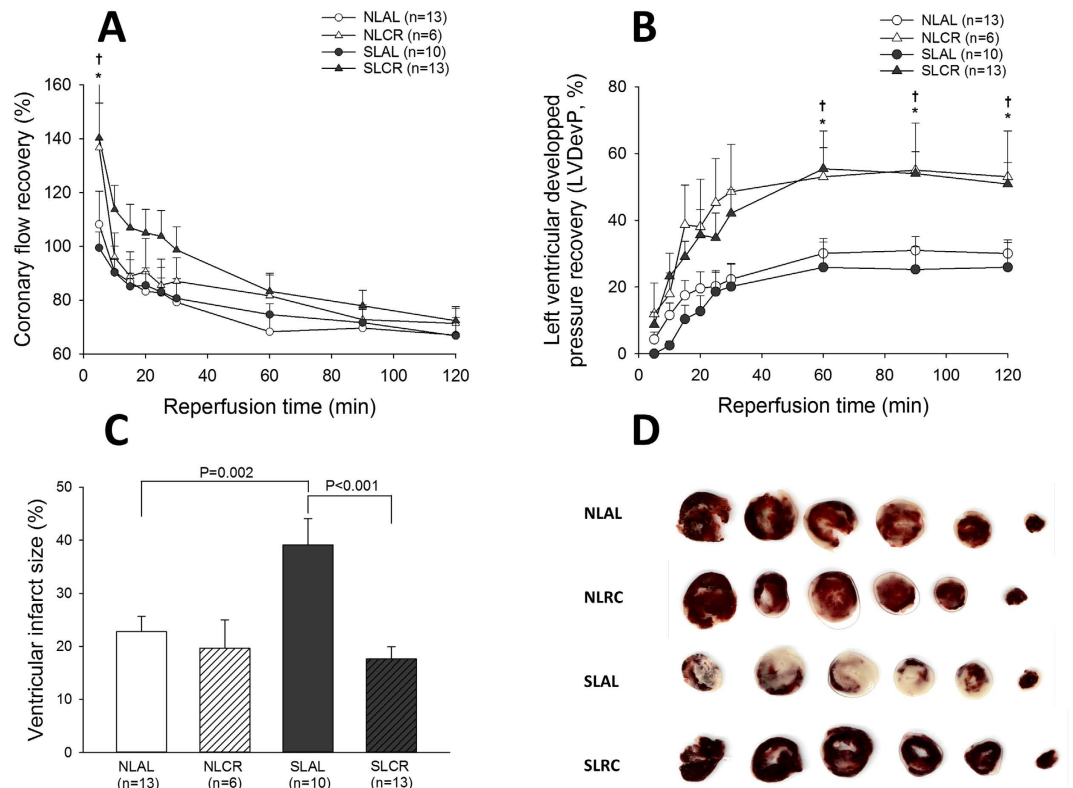 A
NLAL (n=13)
NLCR (n=6)
SLAL (n=10)
SLCR (n=13)
†
*
Coronary flow recovery (%)
160
140
120
100
80
60
0 20 40 60 80 100 120
Reperfusion time (min)
B
NLAL (n=13)
NLCR (n=6)
SLAL (n=10)
SLCR (n=13)
† † †
* * *
Left ventricular developped
pressure recovery (LVDevP, %)
80
60
40
20
0
0 20 40 60 80 100 120
Reperfusion time (min)
C
P=0.002
P<0.001
Ventricular infarct size (%)
50
40
30
20
10
0
NLAL NLCR SLAL SLCR
(n=13) (n=6) (n=10) (n=13)
D
NLAL
NLRC
SLAL
SLRC